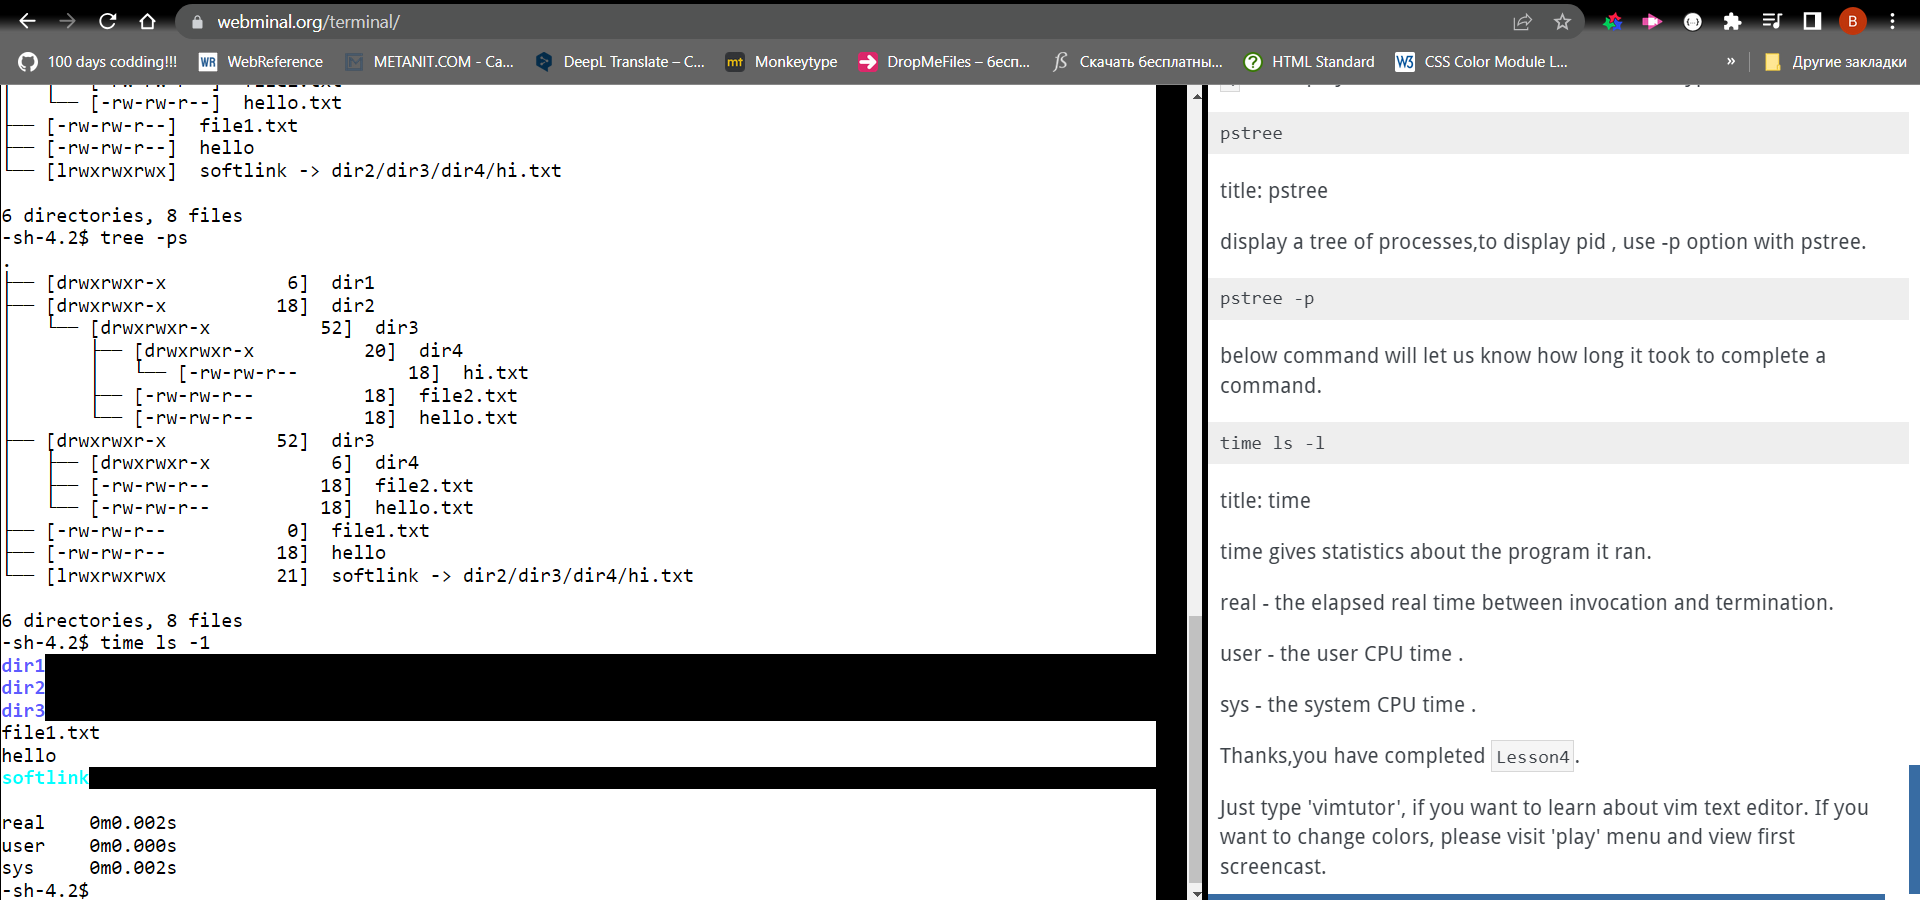 webminal.org/terminal/
B
100 days codding!!!
WR WebReference
METANIT.COM - Ca...
DeepL Translate – C...
mt Monkeytype
DropMeFiles – бесп...
Скачать бесплатны...
HTML Standard
W3 CSS Color Module L...
»
Другие закладки
└── [-rw-rw-r--]  hello.txt
├── [-rw-rw-r--]  file1.txt
├── [-rw-rw-r--]  hello
└── [lrwxrwxrwx]  softlink -> dir2/dir3/dir4/hi.txt
6 directories, 8 files
-sh-4.2$ tree -ps
.
├── [drwxrwxr-x           6]  dir1
├── [drwxrwxr-x          18]  dir2
│   └── [drwxrwxr-x          52]  dir3
│       ├── [drwxrwxr-x          20]  dir4
│       │   └── [-rw-rw-r--          18]  hi.txt
│       ├── [-rw-rw-r--          18]  file2.txt
│       └── [-rw-rw-r--          18]  hello.txt
├── [drwxrwxr-x          52]  dir3
│   ├── [drwxrwxr-x           6]  dir4
│   ├── [-rw-rw-r--          18]  file2.txt
│   └── [-rw-rw-r--          18]  hello.txt
├── [-rw-rw-r--           0]  file1.txt
├── [-rw-rw-r--          18]  hello
└── [lrwxrwxrwx          21]  softlink -> dir2/dir3/dir4/hi.txt
6 directories, 8 files
-sh-4.2$ time ls -1
dir1
dir2
dir3
file1.txt
hello
softlink
real    0m0.002s
user    0m0.000s
sys     0m0.002s
-sh-4.2$
pstree
title: pstree
display a tree of processes,to display pid , use -p option with pstree.
pstree -p
below command will let us know how long it took to complete a
command.
time ls -l
title: time
time gives statistics about the program it ran.
real - the elapsed real time between invocation and termination.
user - the user CPU time .
sys - the system CPU time .
Thanks,you have completed Lesson4.
Just type 'vimtutor', if you want to learn about vim text editor. If you
want to change colors, please visit 'play' menu and view first
screencast.